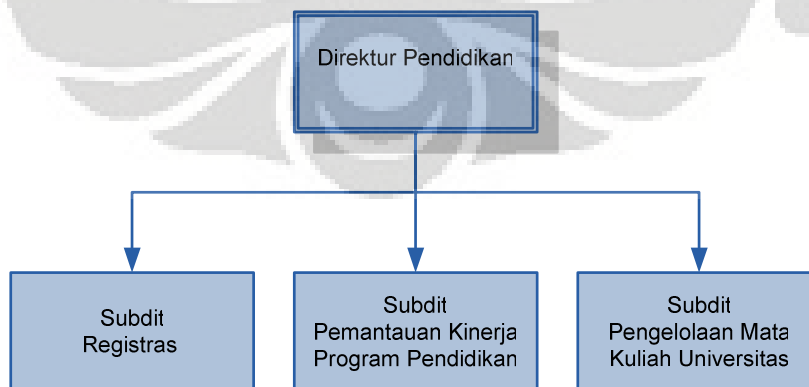 Direktur Pendidikan
Subdit
Registras
Subdit
Pemantauan Kinerja
Program Pendidikan
Subdit
Pengelolaan Mata
Kuliah Universitas